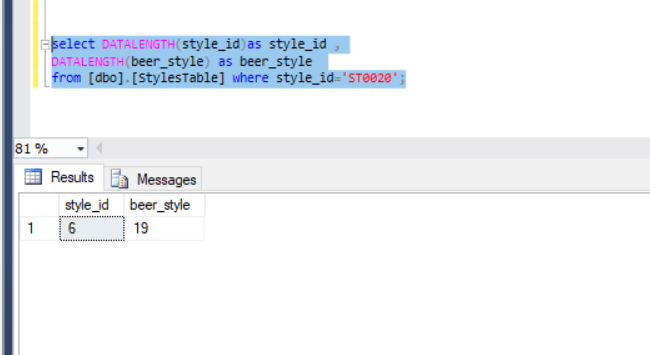 select DATALENGTH(style_id)as style_id ,
DATALENGTH(beer_style) as beer_style
from [dbo].[StylesTable] where style_id='ST0020';
81 %
Results Messages
style_id beer_style
1 6 19